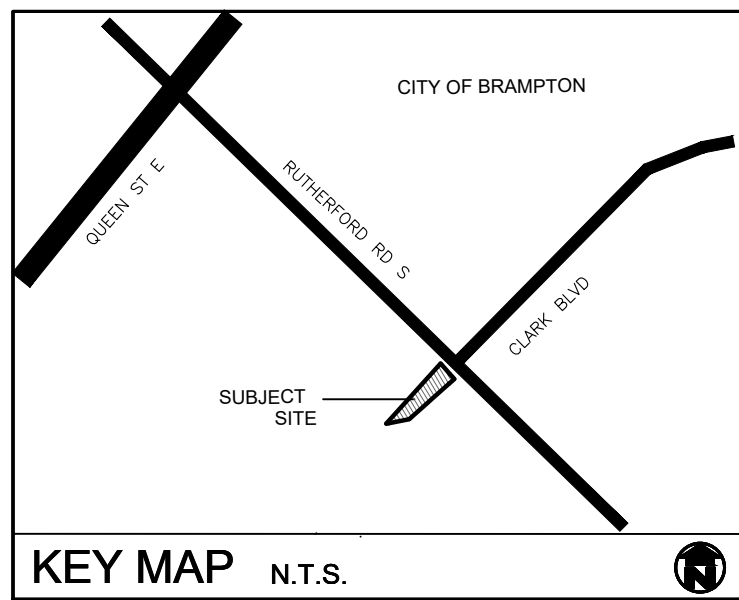 CITY OF BRAMPTON
QUEEN ST E
RUTHERFORD RD S
CLARK BLVD
SUBJECT
SITE
KEY MAP N.T.S.
N